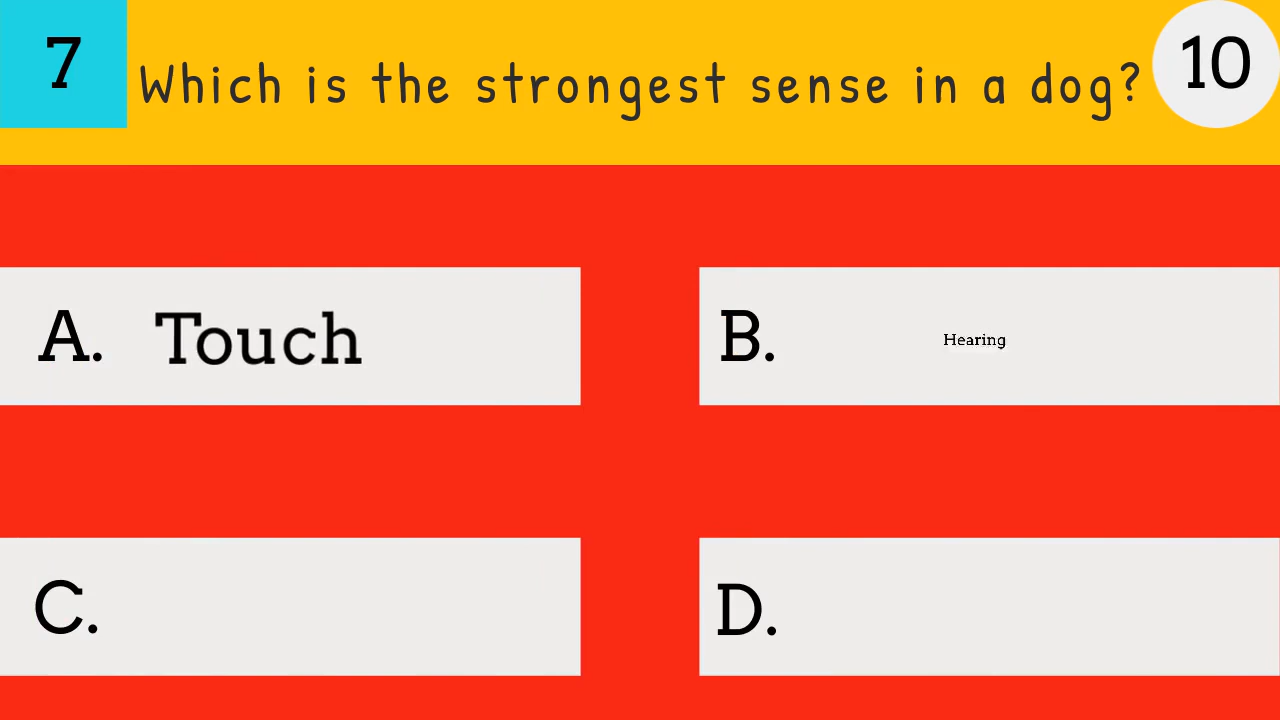 7
Which is the strongest sense in a dog?
10
A. Touch
B. Hearing
C.
D.